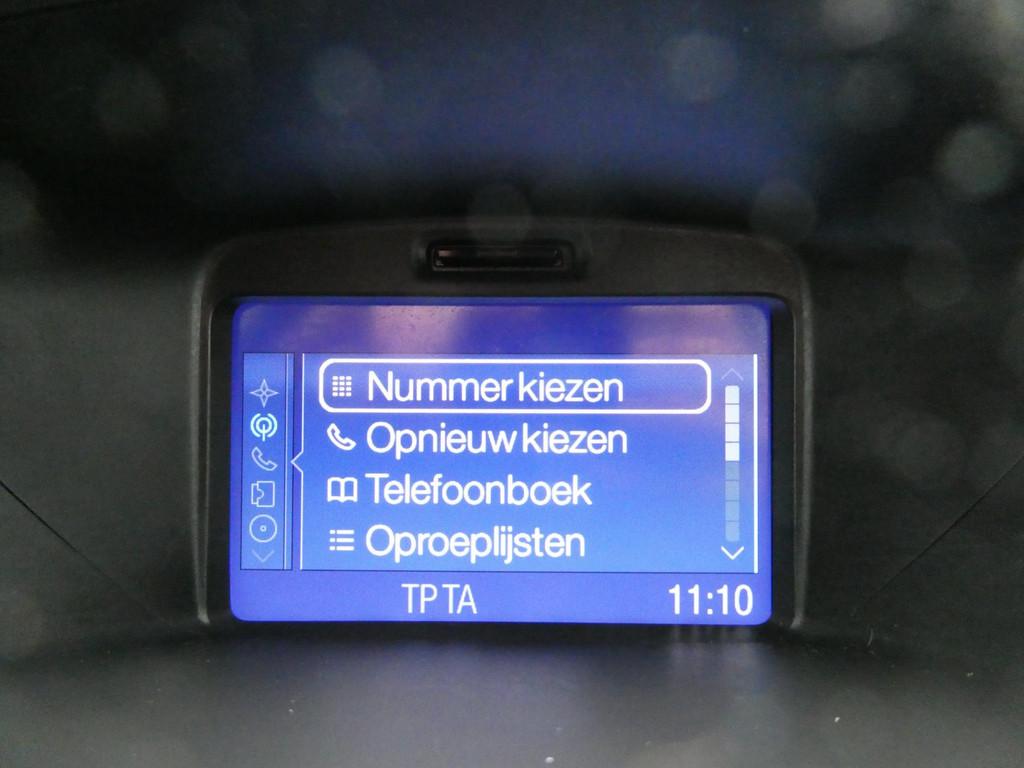 Nummer kiezen
Opnieuw kiezen
Telefoonboek
Oproeplijsten
TP TA 11:10